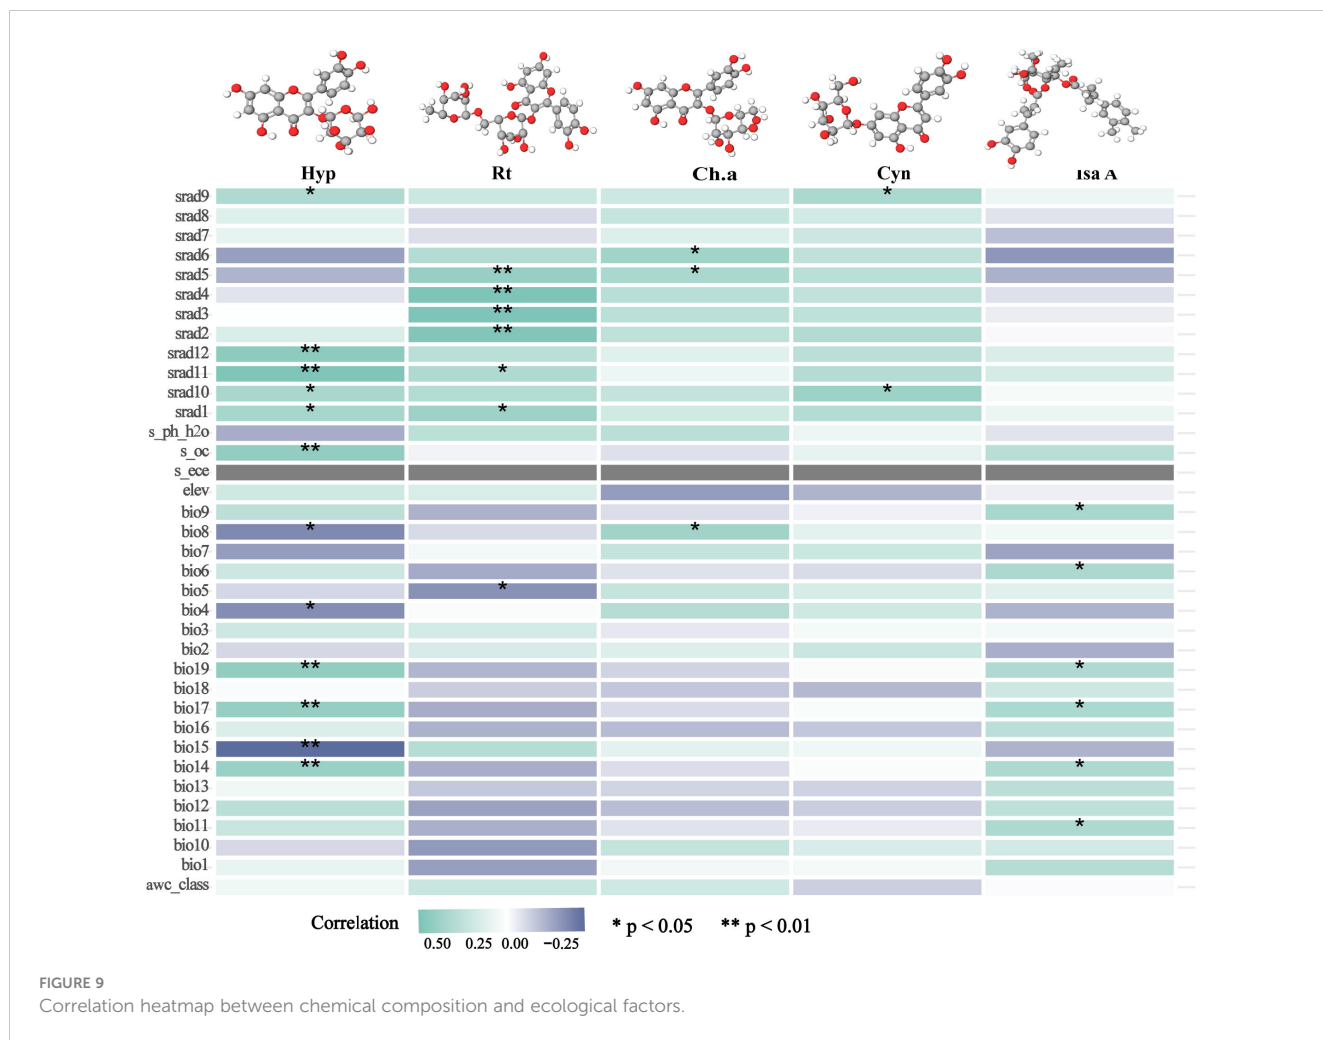 Hyp Rt Ch.a Cyn Isa A
srad9 * *
srad8
srad7
srad6 *
srad5 ** *
srad4 **
srad3 **
srad2 **
srad12 **
srad11 ** *
srad10 * *
srad1 * *
s_ph_h2o
s_oc **
s_ece
elev
bio9 *
bio8 * *
bio7
bio6 *
bio5 *
bio4 *
bio3
bio2
bio19 ** *
bio18
bio17 ** *
bio16
bio15 **
bio14 ** *
bio13
bio12
bio11 *
bio10
bio1
awc_class
Correlation * p < 0.05 ** p < 0.01
0.50 0.25 0.00 −0.25
FIGURE 9
Correlation heatmap between chemical composition and ecological factors.